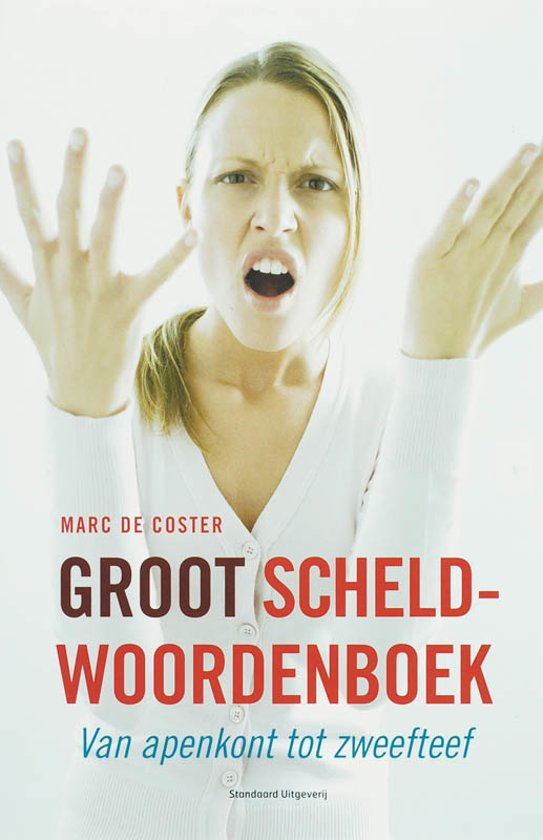 MARC DE COSTER
GROOT SCHELD-
WOORDENBOEK
Van apenkont tot zweefteef
Standaard Uitgeverij